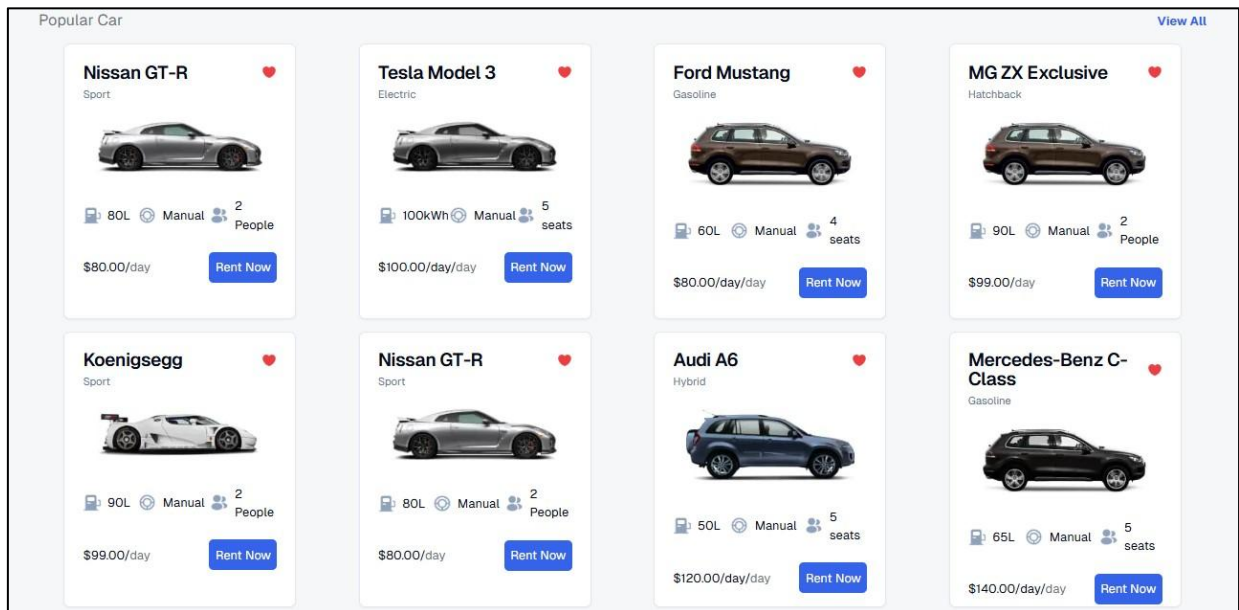 Popular Car
View All
Nissan GT-R
Sport
80L Manual 2
People
$80.00/day Rent Now
Tesla Model 3
Electric
100kWh Manual 5
seats
$100.00/day/day Rent Now
Ford Mustang
Gasoline
60L Manual 4
seats
$80.00/day/day Rent Now
MG ZX Exclusive
Hatchback
90L Manual 2
People
$99.00/day Rent Now
Koenigsegg
Sport
90L Manual 2
People
$99.00/day Rent Now
Nissan GT-R
Sport
80L Manual 2
People
$80.00/day Rent Now
Audi A6
Hybrid
50L Manual 5
seats
$120.00/day/day Rent Now
Mercedes-Benz C-
Class
Gasoline
65L Manual 5
seats
$140.00/day/day Rent Now